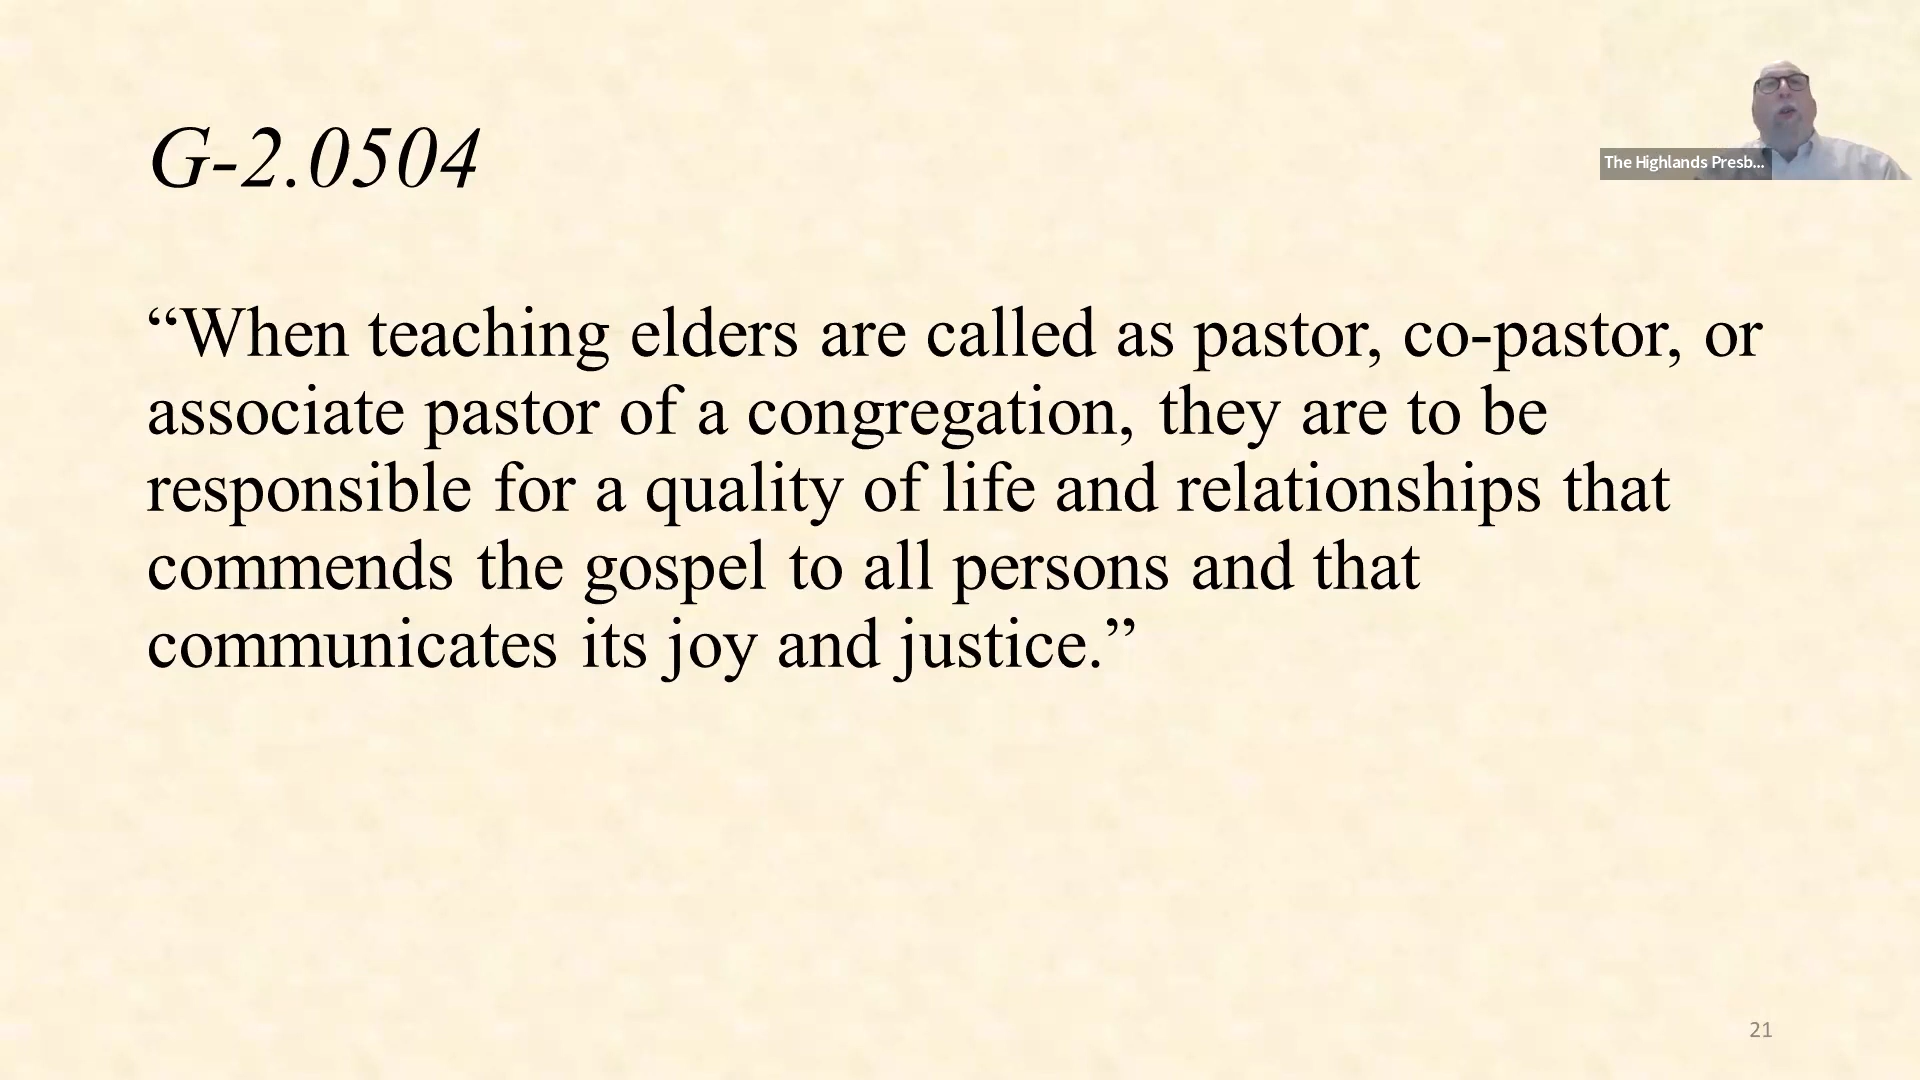 G-2.0504
The Highlands Presb...
“When teaching elders are called as pastor, co-pastor, or
associate pastor of a congregation, they are to be
responsible for a quality of life and relationships that
commends the gospel to all persons and that
communicates its joy and justice.”
21